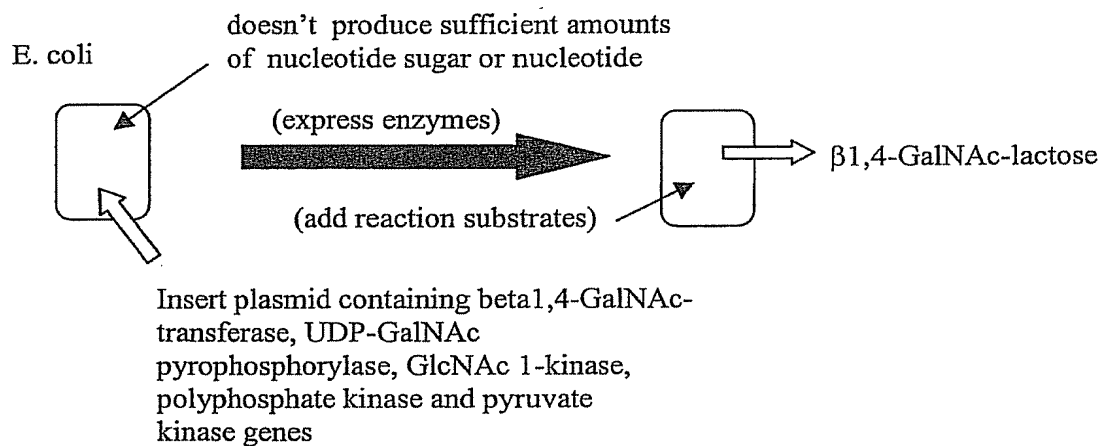 doesn't produce sufficient amounts
of nucleotide sugar or nucleotide
E. coli
(express enzymes)
β1,4-GalNAc-lactose
(add reaction substrates)
Insert plasmid containing beta1,4-GalNAc-
transferase, UDP-GalNAc
pyrophosphorylase, GlcNAc 1-kinase,
polyphosphate kinase and pyruvate
kinase genes